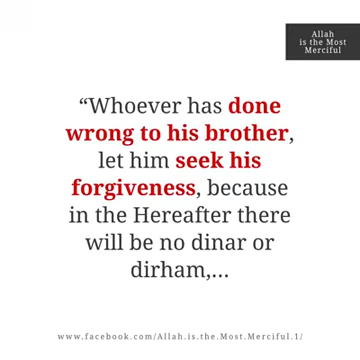 Allah
is the Most
Merciful
“Whoever has done
wrong to his brother,
let him seek his
forgiveness, because
in the Hereafter there
will be no dinar or
dirham,...
www.facebook.com/Allah.is.the.Most.Merciful.1/